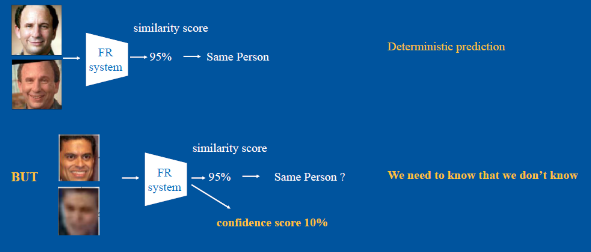 similarity score
FR
system
95%
Same Person
Deterministic prediction
BUT
similarity score
FR
system
95%
Same Person ?
We need to know that we don't know
confidence score 10%